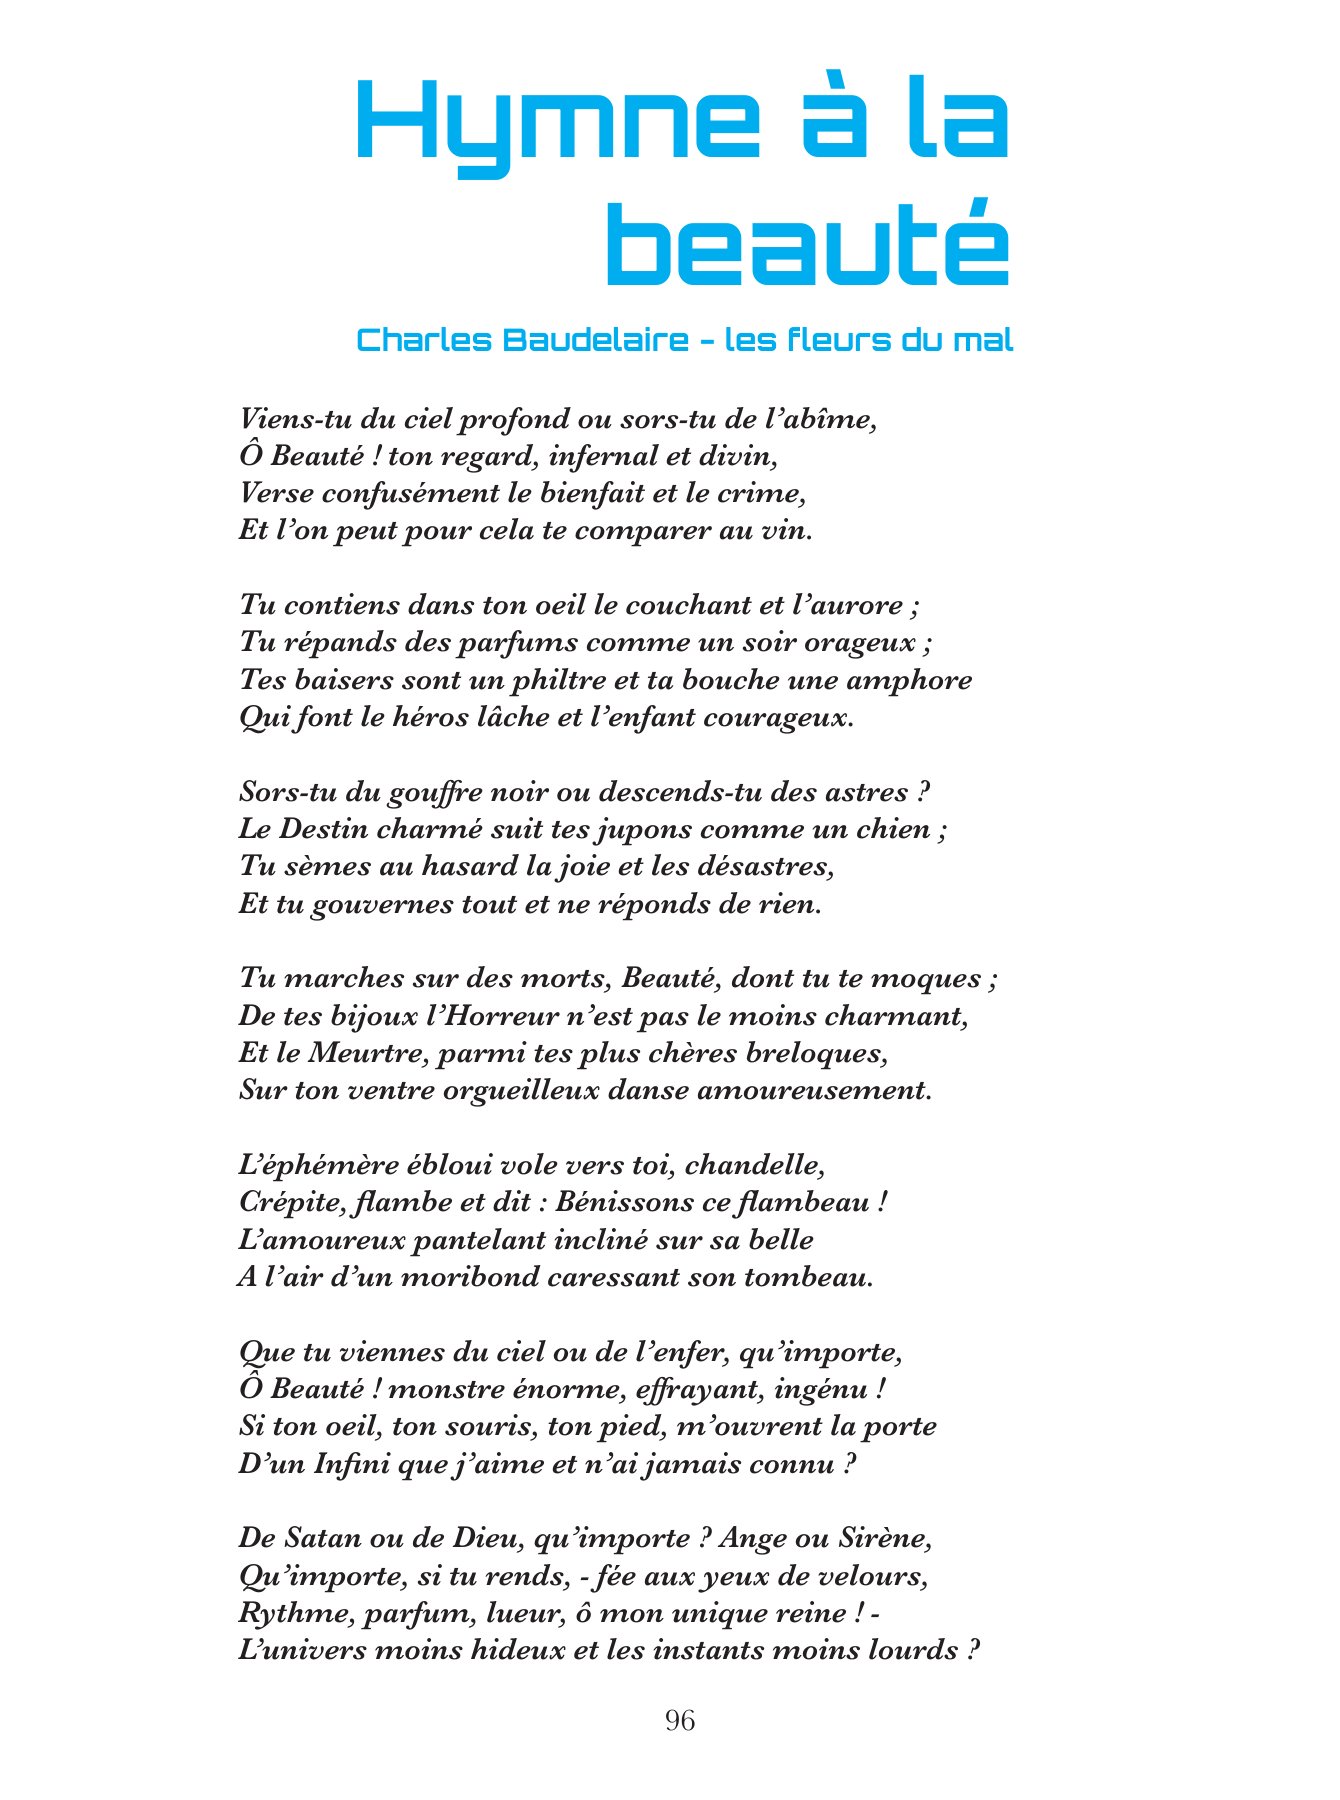 Hymne à la
beauté
Charles Baudelaire - les fleurs du mal
Viens-tu du ciel profond ou sors-tu de l’abîme,
Ô Beauté ! ton regard, infernal et divin,
Verse confusément le bienfait et le crime,
Et l’on peut pour cela te comparer au vin.
Tu contiens dans ton oeil le couchant et l’aurore ;
Tu répands des parfums comme un soir orageux ;
Tes baisers sont un philtre et ta bouche une amphore
Qui font le héros lâche et l’enfant courageux.
Sors-tu du gouffre noir ou descends-tu des astres ?
Le Destin charmé suit tes jupons comme un chien ;
Tu sèmes au hasard la joie et les désastres,
Et tu gouvernes tout et ne réponds de rien.
Tu marches sur des morts, Beauté, dont tu te moques ;
De tes bijoux l’Horreur n’est pas le moins charmant,
Et le Meurtre, parmi tes plus chères breloques,
Sur ton ventre orgueilleux danse amoureusement.
L’éphémère ébloui vole vers toi, chandelle,
Crépite, flambe et dit : Bénissons ce flambeau !
L’amoureux pantelant incliné sur sa belle
A l’air d’un moribond caressant son tombeau.
Que tu viennes du ciel ou de l’enfer, qu’importe,
Ô Beauté ! monstre énorme, effrayant, ingénu !
Si ton oeil, ton souris, ton pied, m’ouvrent la porte
D’un Infini que j’aime et n’ai jamais connu ?
De Satan ou de Dieu, qu’importe ? Ange ou Sirène,
Qu’importe, si tu rends, - fée aux yeux de velours,
Rythme, parfum, lueur, ô mon unique reine ! -
L’univers moins hideux et les instants moins lourds ?
96